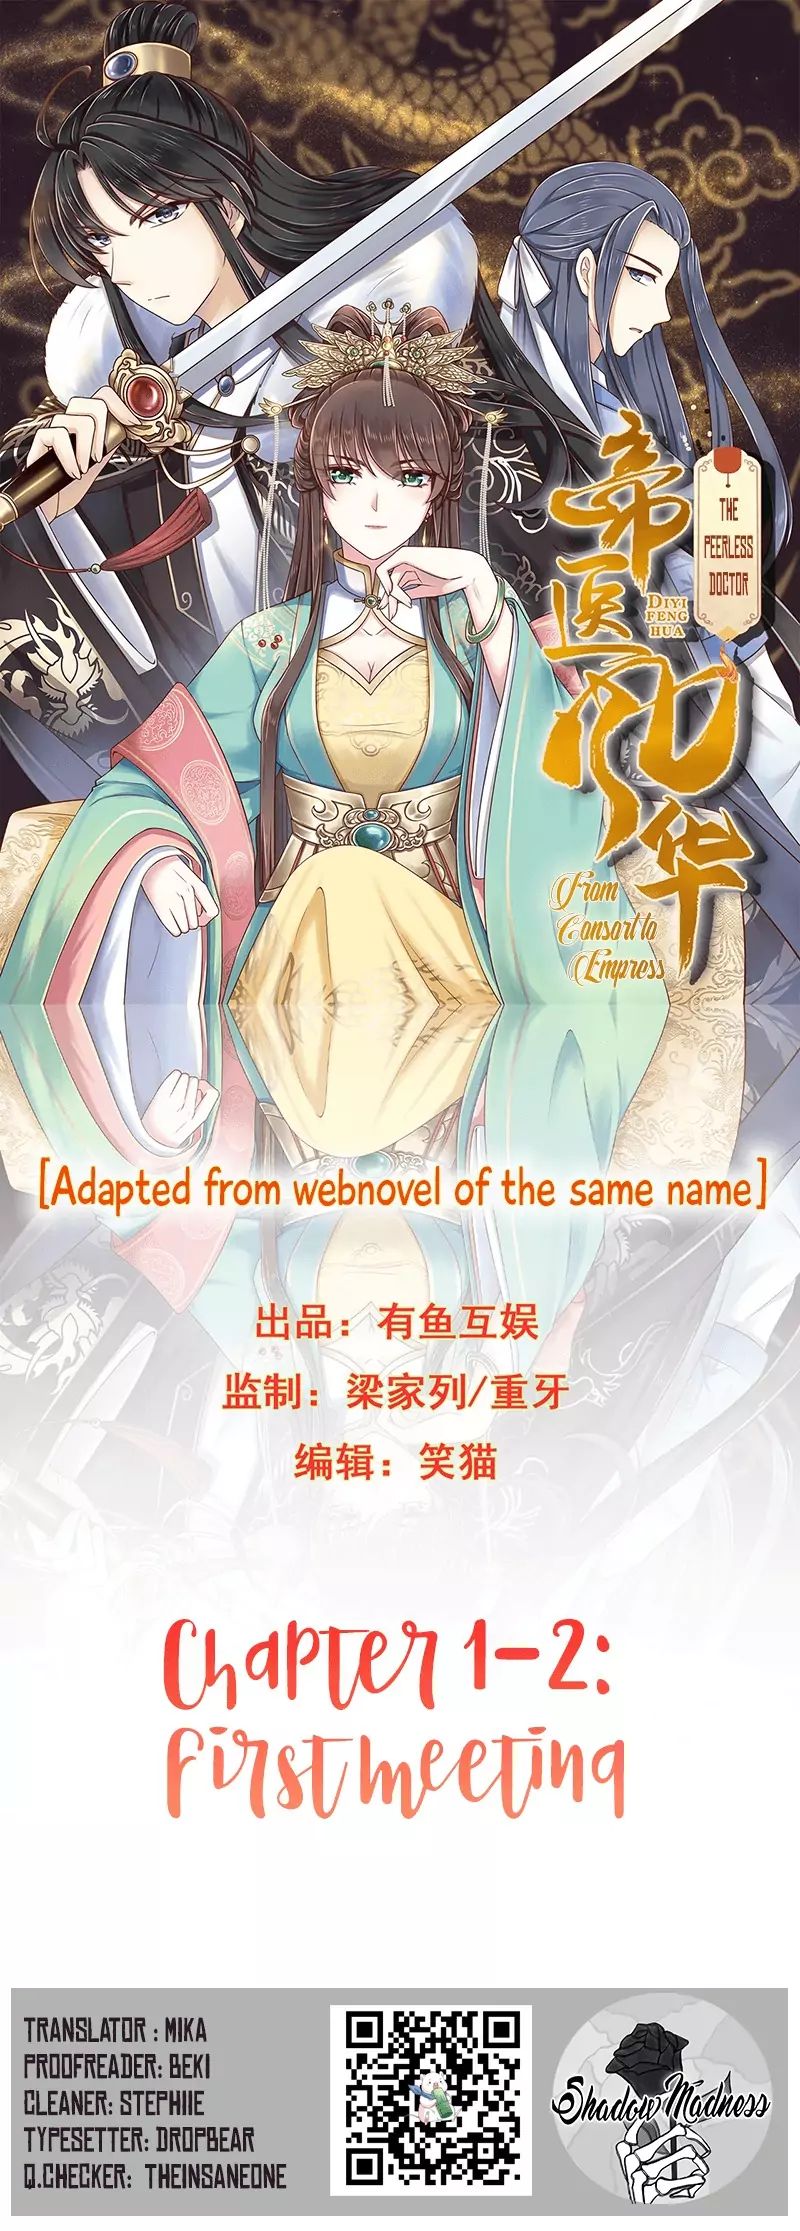 帝医风华
THE
PEERLESS
DOCTOR
DIYI
FENG
HUA
From
Consort to
Empress
[Adapted from webnovel of the same name]
出品：有鱼互娱
监制：梁家列/重牙
编辑：笑猫
Chapter 1-2:
First meeting
TRANSLATOR : MIKA
PROOFREADER: BEKI
CLEANER: STEPHIIE
TYPESETTER: DROPBEAR
Q.CHECKER: THEINSANEONE
Shadow Madness